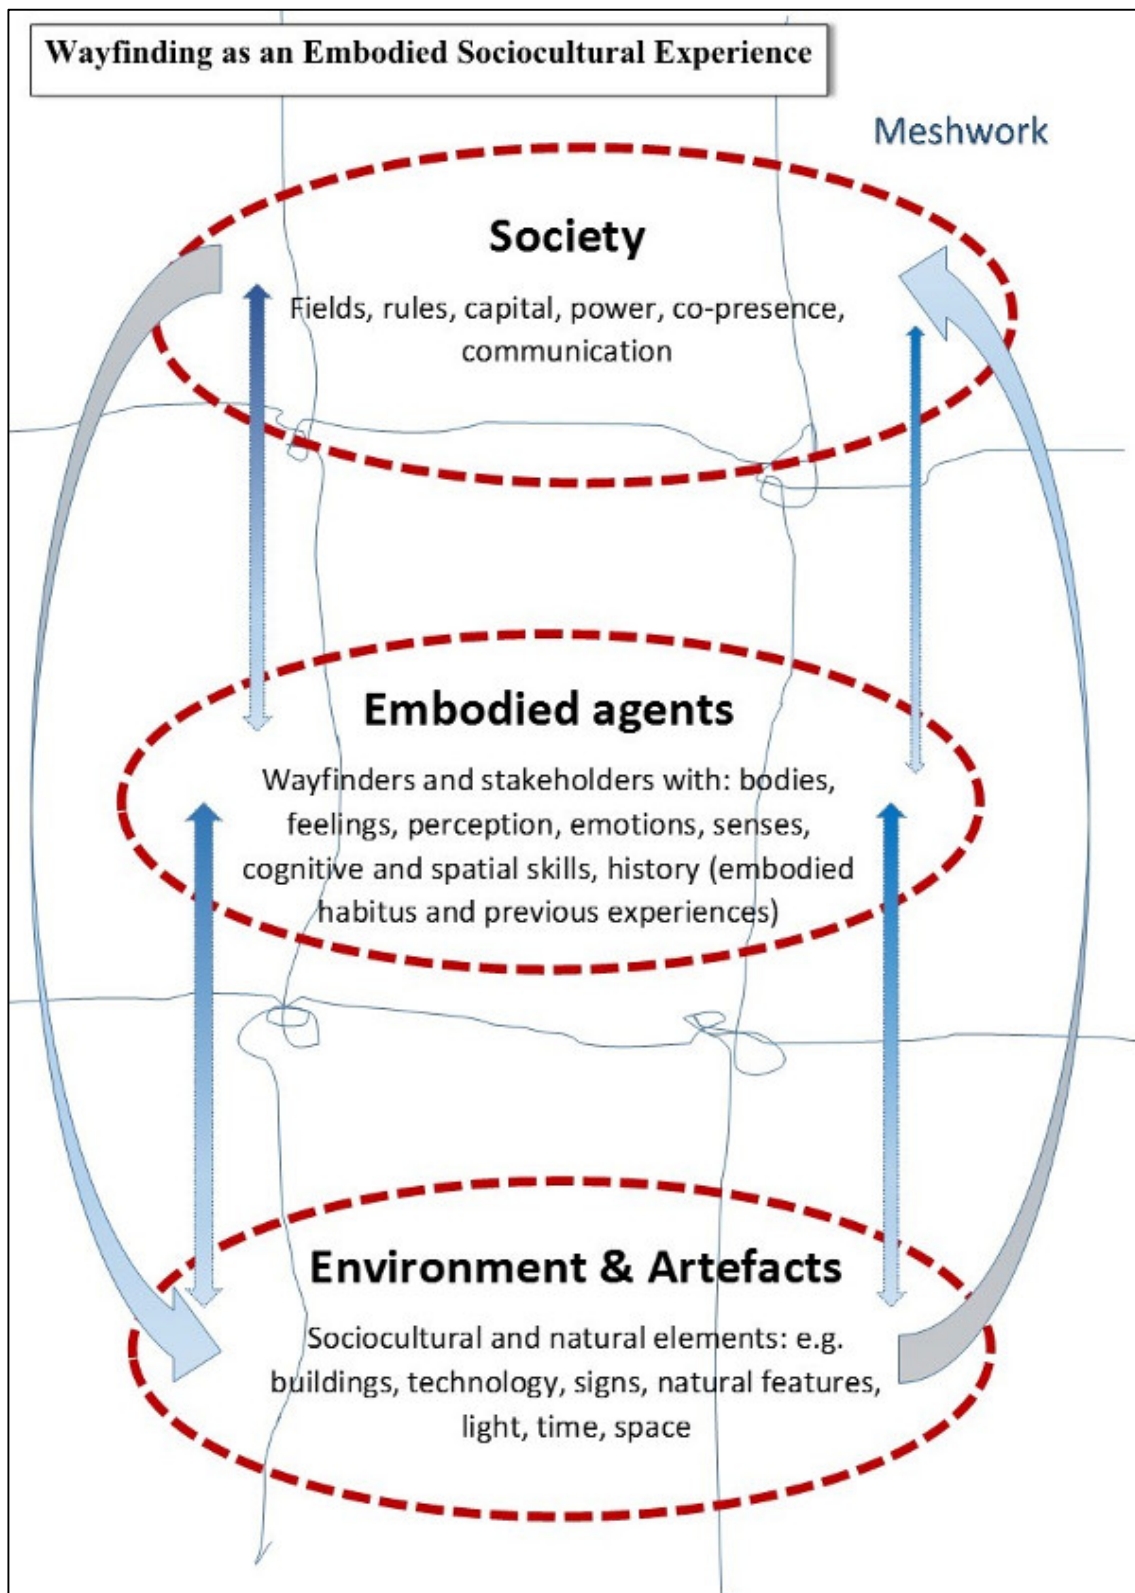 Wayfinding as an Embodied Sociocultural Experience
Meshwork
Society
Fields, rules, capital, power, co-presence,
communication
Embodied agents
Wayfinders and stakeholders with: bodies,
feelings, perception, emotions, senses,
cognitive and spatial skills, history (embodied
habitus and previous experiences)
Environment & Artefacts
Sociocultural and natural elements: e.g.
buildings, technology, signs, natural features,
light, time, space